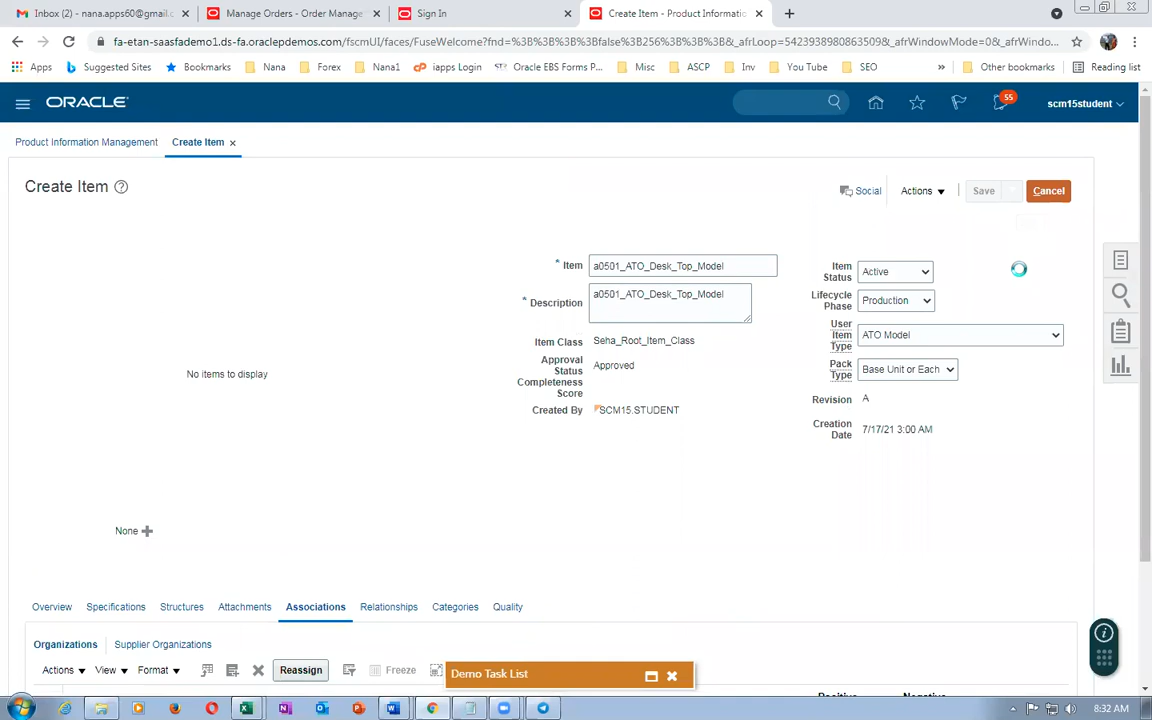 Inbox (2) - nana.apps60@gmail.c
Manage Orders - Order Manage
Sign In
Create Item - Product Informatio
fa-etan-saasfademo1.ds-fa.oraclepdemos.com/fscmUI/faces/FuseWelcome?fnd=%3B%3B%3B%3Bfalse%3B256%3B%3B%3B&_afrLoop=5423938980863509&_afrWindowMode=0&_afrWindo...
Apps Suggested Sites Bookmarks Nana Forex Nana1 iapps Login Oracle EBS Forms P... Misc ASCP Inv You Tube SEO » Other bookmarks Reading list
ORACLE 55 scm15student
Product Information Management Create Item
Create Item
Social Actions Save Cancel
* Item a0501_ATO_Desk_Top_Model
* Description a0501_ATO_Desk_Top_Model
Item Class Seha_Root_Item_Class
Approval Status Approved
Completeness Score
Created By SCM15.STUDENT
Item Status Active
Lifecycle Phase Production
User Item Type ATO Model
Pack Type Base Unit or Each
Revision A
Creation Date 7/17/21 3:00 AM
No items to display
None
Overview Specifications Structures Attachments Associations Relationships Categories Quality
Organizations Supplier Organizations
Actions View Format Reassign Freeze
Demo Task List
Positive Negative
8:32 AM